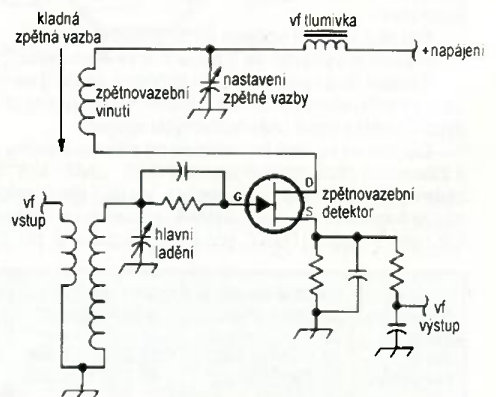 kladná
zpětná vazba
vf tlumivka
+napájení
zpětnovazební
vinutí
nastavení
zpětné vazby
D
G
S
zpětnovazební
detektor
vf
vstup
hlavní
ladění
vf
výstup